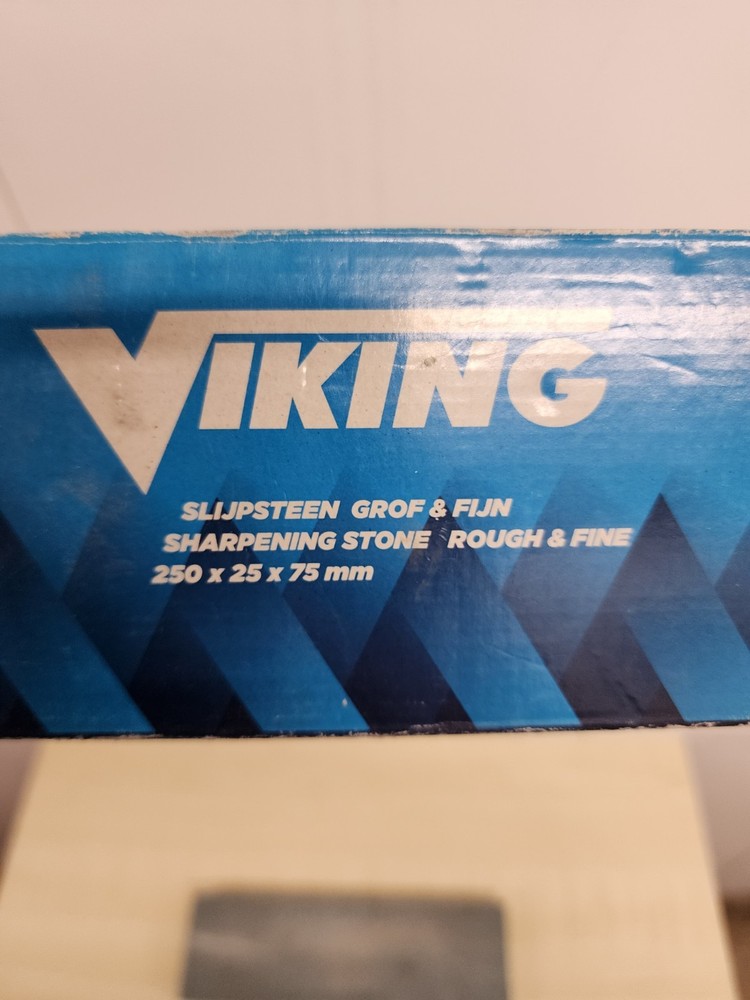 VIKING
SLIJPSTEEN GROF & FIJN
SHARPENING STONE ROUGH & FINE
250 x 25 x 75 mm